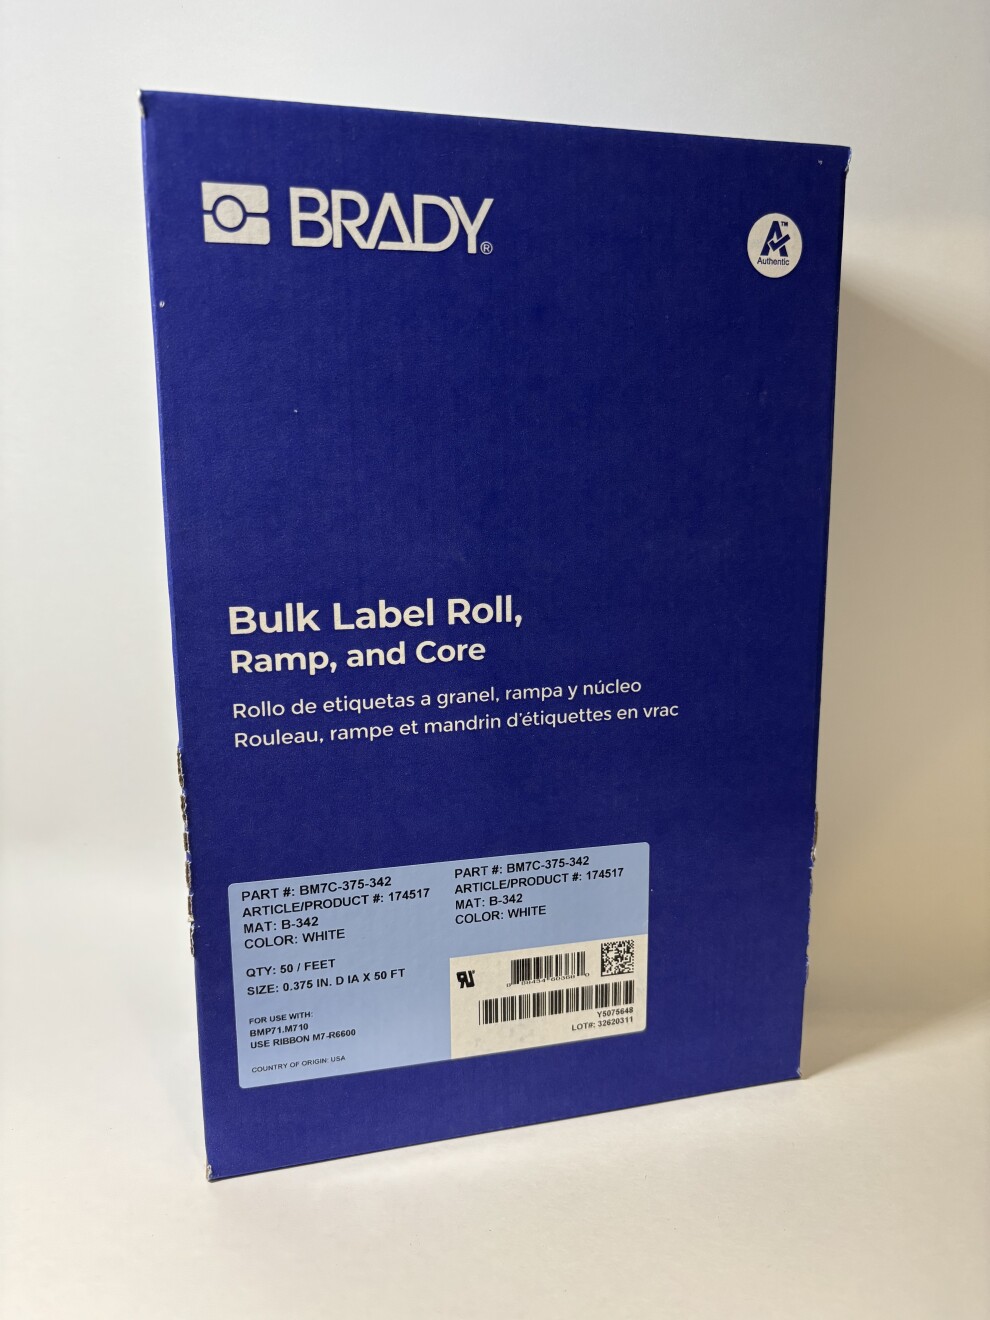 BRADY®
A™
Authentic
Bulk Label Roll,
Ramp, and Core
Rollo de etiquetas a granel, rampa y núcleo
Rouleau, rampe et mandrin d'étiquettes en vrac
PART #: BM7C-375-342
ARTICLE/PRODUCT #: 174517
MAT: B-342
COLOR: WHITE
QTY: 50 / FEET
SIZE: 0.375 IN. D IA X 50 FT
FOR USE WITH:
BMP71.M710
USE RIBBON M7-R6600
COUNTRY OF ORIGIN: USA
PART #: BM7C-375-342
ARTICLE/PRODUCT #: 174517
MAT: B-342
COLOR: WHITE
Y5075648
LOT#: 32620311